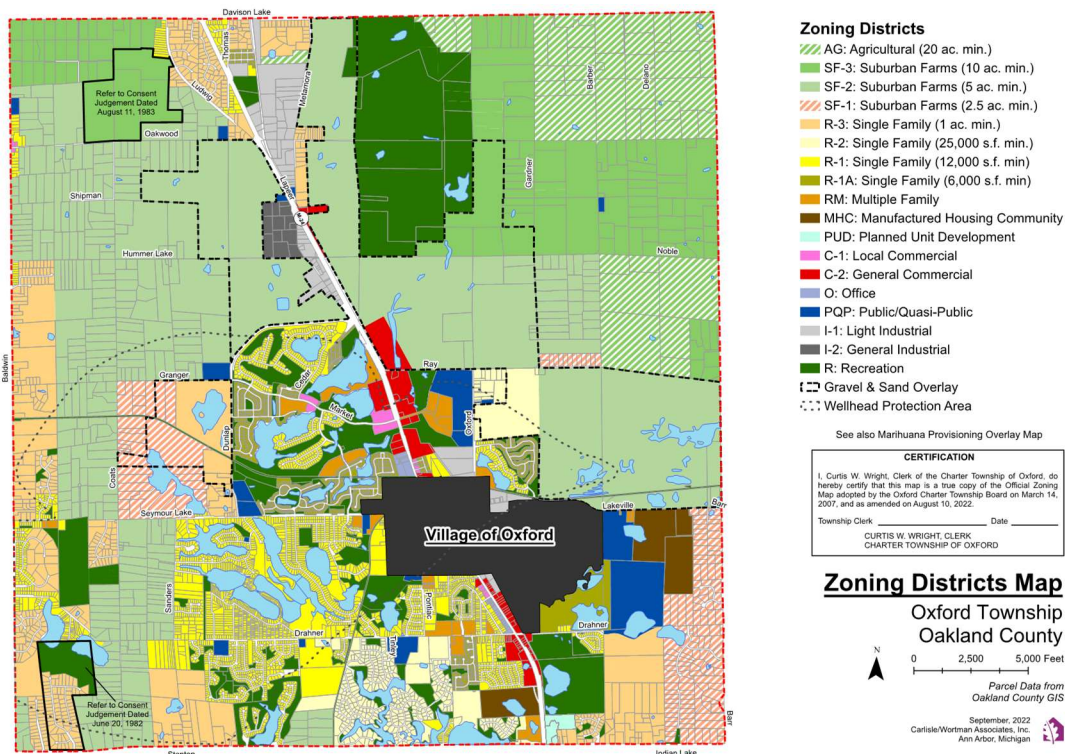 Davison Lake
Thomas
Metamora
Ludwig
Barber
Delano
Refer to Consent
Judgement Dated
August 11, 1983
Oakwood
Gardner
Lapeer
Shipman
M-24
Hummer Lake
Noble
Baldwin
Ray
Granger
Cedar
Market
Dunlap
Oxford
Coats
Seymour Lake
Lakeville
Barr
Village of Oxford
Sanders
Pontiac
Drahner
Drahner
Tinley
Refer to Consent
Judgement Dated
June 20, 1982
Barr
Stanton
Indian Lake
Zoning Districts
AG: Agricultural (20 ac. min.)
SF-3: Suburban Farms (10 ac. min.)
SF-2: Suburban Farms (5 ac. min.)
SF-1: Suburban Farms (2.5 ac. min.)
R-3: Single Family (1 ac. min.)
R-2: Single Family (25,000 s.f. min.)
R-1: Single Family (12,000 s.f. min)
R-1A: Single Family (6,000 s.f. min)
RM: Multiple Family
MHC: Manufactured Housing Community
PUD: Planned Unit Development
C-1: Local Commercial
C-2: General Commercial
O: Office
PQP: Public/Quasi-Public
I-1: Light Industrial
I-2: General Industrial
R: Recreation
Gravel & Sand Overlay
Wellhead Protection Area
See also Marihuana Provisioning Overlay Map
CERTIFICATION
I, Curtis W. Wright, Clerk of the Charter Township of Oxford, do
hereby certify that this map is a true copy of the Official Zoning
Map adopted by the Oxford Charter Township Board on March 14,
2007, and as amended on August 10, 2022.
Township Clerk Date
CURTIS W. WRIGHT, CLERK
CHARTER TOWNSHIP OF OXFORD
Zoning Districts Map
Oxford Township
Oakland County
N
0 2,500 5,000 Feet
Parcel Data from
Oakland County GIS
September, 2022
Carlisle/Wortman Associates, Inc.
Ann Arbor, Michigan